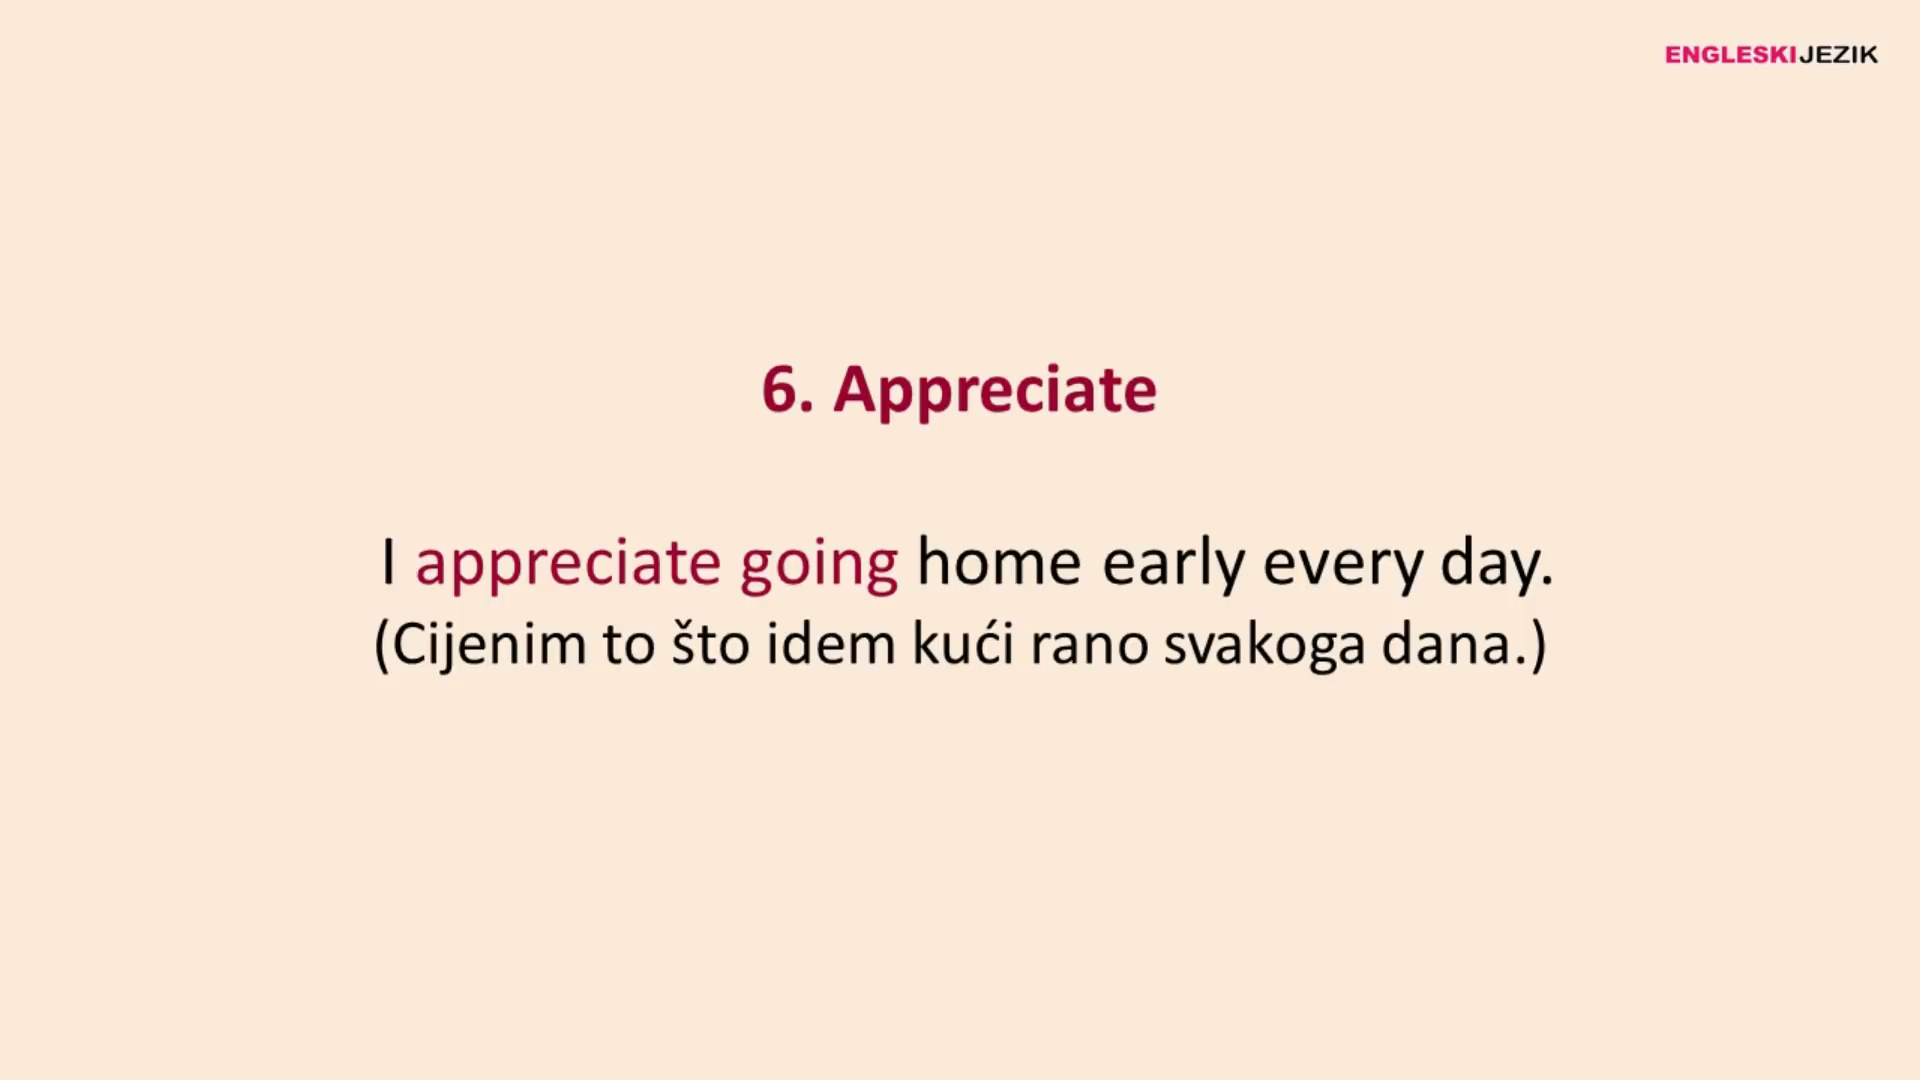 ENGLESKIJEZIK
6. Appreciate
I appreciate going home early every day.
(Cijenim to što idem kući rano svakoga dana.)